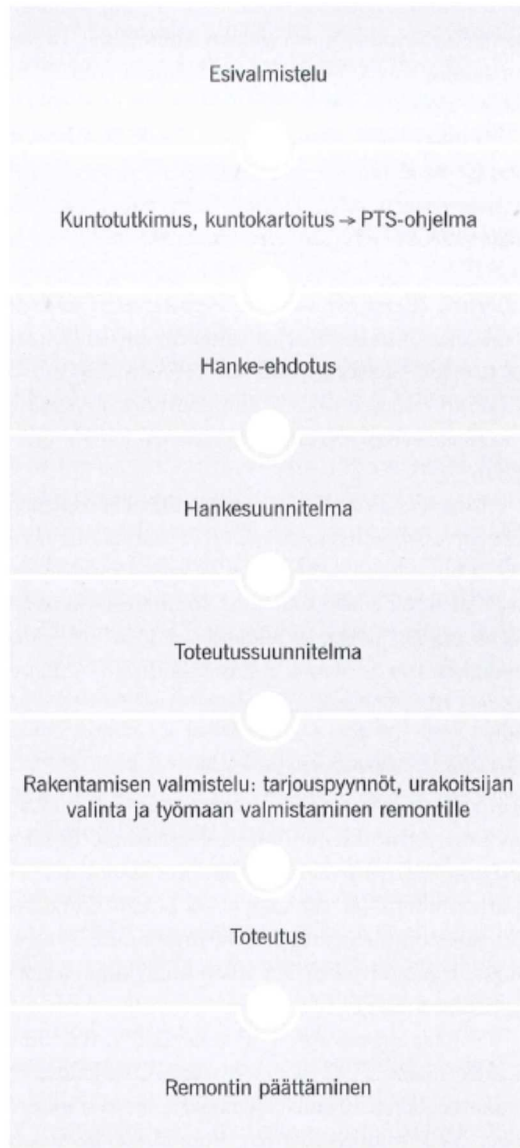 Esivalmistelu
Kuntotutkimus, kuntokartoitus → PTS-ohjelma
Hanke-ehdotus
Hankesuunnitelma
Toteutussuunnitelma
Rakentamisen valmistelu: tarjouspyynnöt, urakoitsijan
valinta ja työmaan valmistaminen remontille
Toteutus
Remontin päättäminen